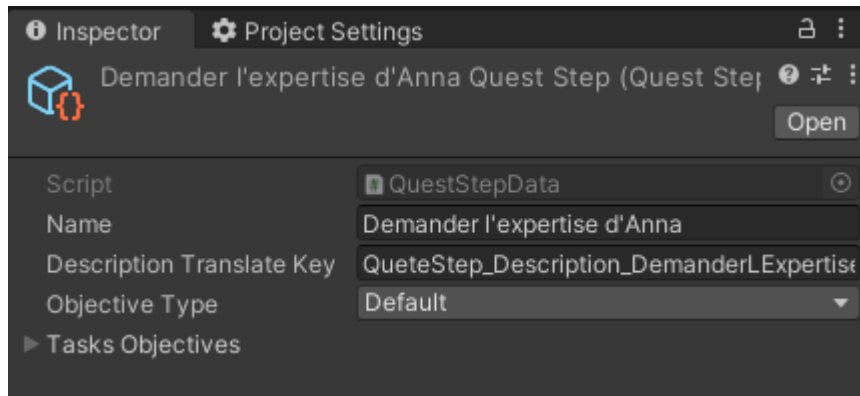 Inspector Project Settings
Demander l'expertise d'Anna Quest Step (Quest Step
Open
Script QuestStepData
Name Demander l'expertise d'Anna
Description Translate Key QueteStep_Description_DemanderLExpertise
Objective Type Default
Tasks Objectives